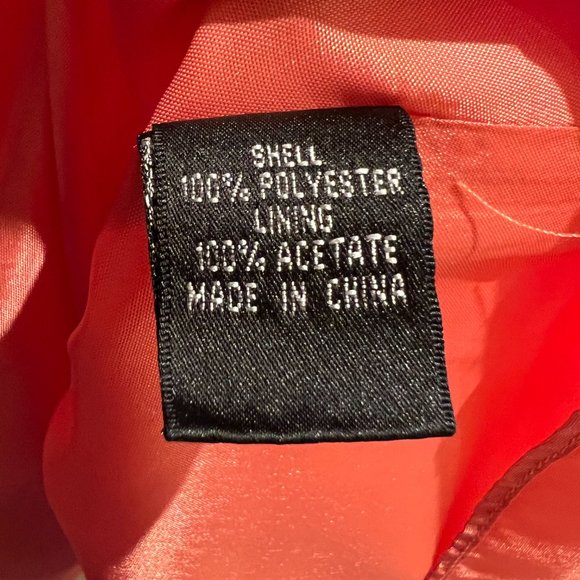 SHELL
100% POLYESTER
LINING
100% ACETATE
MADE IN CHINA